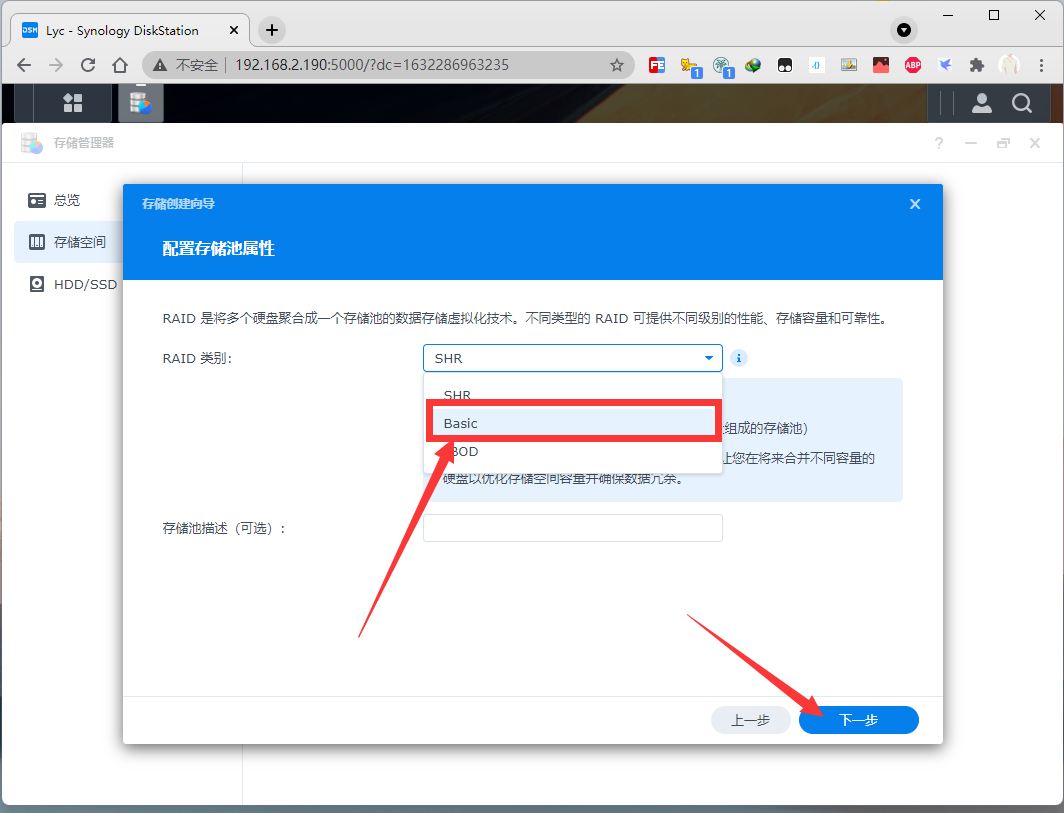 DSM Lyc - Synology DiskStation
不安全 192.168.2.190:5000/?dc=1632286963235
FE
1
1
ABP
存储管理器
?
总览
存储空间
HDD/SSD
存储创建向导
配置存储池属性
RAID 是将多个硬盘聚合成一个存储池的数据存储虚拟化技术。不同类型的 RAID 可提供不同级别的性能、存储容量和可靠性。
RAID 类别:
SHR
i
SHR
Basic
组成的存储池）
BOD
让您在将来合并不同容量的
硬盘以优化存储空间容量并确保数据冗余。
存储池描述（可选）:
上一步
下一步